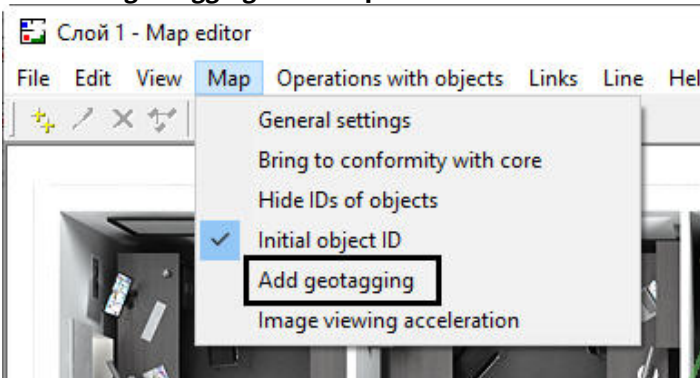 Слой 1 - Map editor
File Edit View Map Operations with objects Links Line
General settings
Bring to conformity with core
Hide IDs of objects
Initial object ID
Add geotagging
Image viewing acceleration